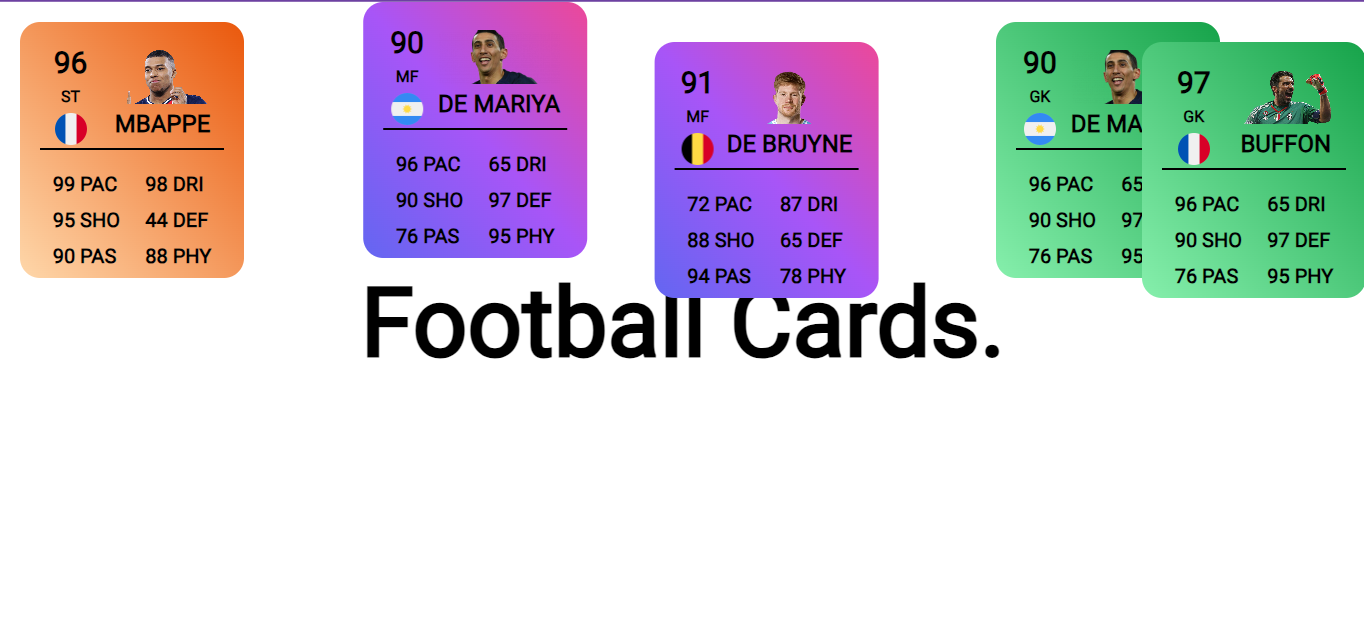 96
ST
MBAPPE
99 PAC 98 DRI
95 SHO 44 DEF
90 PAS 88 PHY
90
MF
DE MARIYA
96 PAC 65 DRI
90 SHO 97 DEF
76 PAS 95 PHY
91
MF
DE BRUYNE
72 PAC 87 DRI
88 SHO 65 DEF
94 PAS 78 PHY
90
GK
DE MA
96 PAC 65
90 SHO 97
76 PAS 95
97
GK
BUFFON
96 PAC 65 DRI
90 SHO 97 DEF
76 PAS 95 PHY
Football Cards.